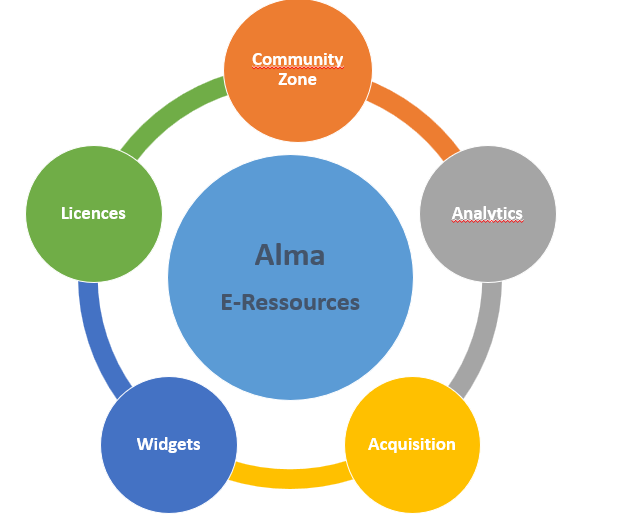 Community
Zone
Licences
Analytics
Alma
E-Ressources
Widgets
Acquisition